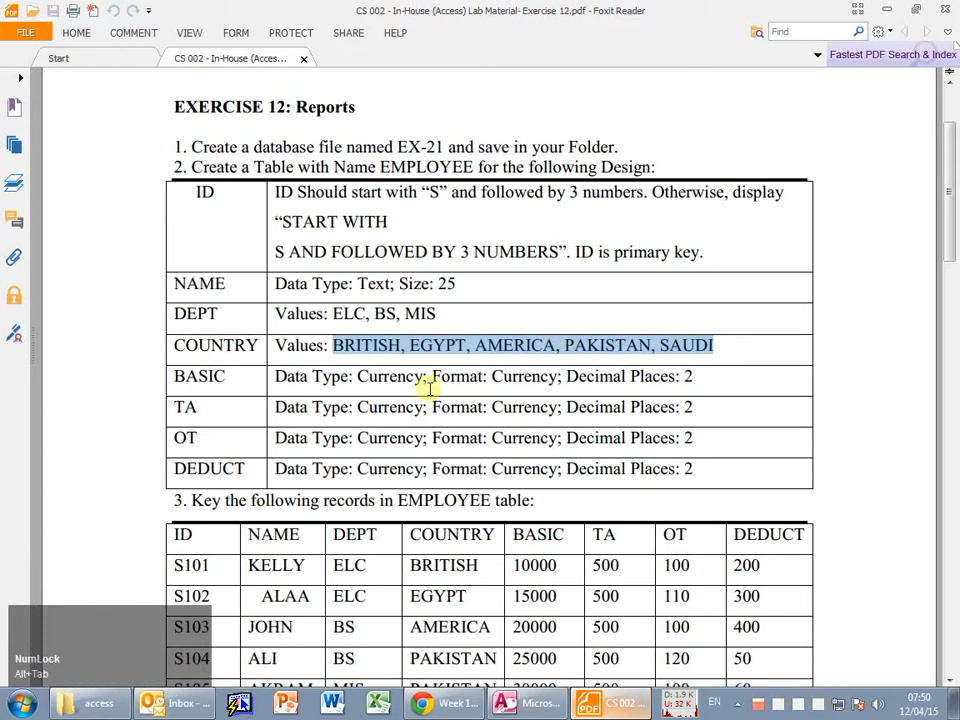 CS 002 - In-House (Access) Lab Material- Exercise 12.pdf - Foxit Reader
FILE HOME COMMENT VIEW FORM PROTECT SHARE HELP Find
Start CS 002 - In-House (Acces... Fastest PDF Search & Index
EXERCISE 12: Reports
1. Create a database file named EX-21 and save in your Folder.
2. Create a Table with Name EMPLOYEE for the following Design:
ID ID Should start with “S” and followed by 3 numbers. Otherwise, display
“START WITH
S AND FOLLOWED BY 3 NUMBERS”. ID is primary key.
NAME Data Type: Text; Size: 25
DEPT Values: ELC, BS, MIS
COUNTRY Values: BRITISH, EGYPT, AMERICA, PAKISTAN, SAUDI
BASIC Data Type: Currency; Format: Currency; Decimal Places: 2
TA Data Type: Currency; Format: Currency; Decimal Places: 2
OT Data Type: Currency; Format: Currency; Decimal Places: 2
DEDUCT Data Type: Currency; Format: Currency; Decimal Places: 2
3. Key the following records in EMPLOYEE table:
ID NAME DEPT COUNTRY BASIC TA OT DEDUCT
S101 KELLY ELC BRITISH 10000 500 100 200
S102 ALAA ELC EGYPT 15000 500 110 300
S103 JOHN BS AMERICA 20000 500 100 400
S104 ALI BS PAKISTAN 25000 500 120 50
NumLock
Alt+Tab
access Inbox - ... Week I... Micros... CS 002 ... D: 1.9 K EN 07:50
U: 32 K 12/04/15